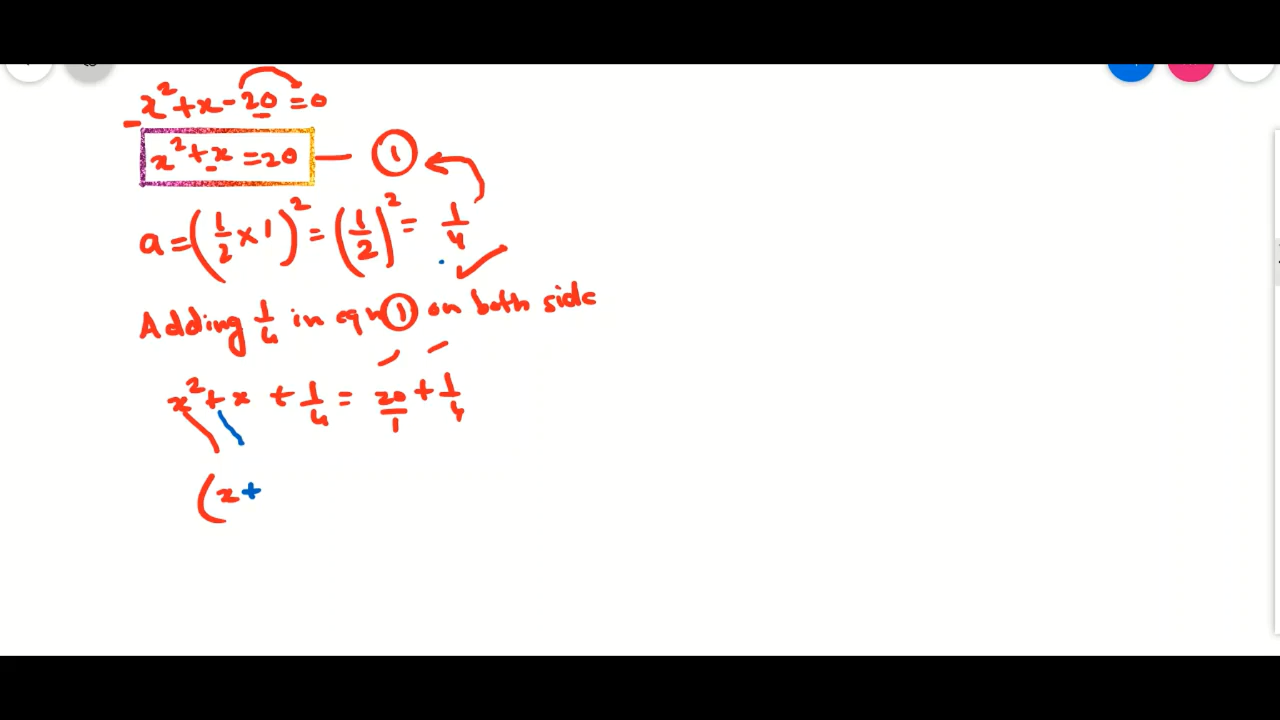 x² + x - 20 = 0
x² + x = 20 — 1
a = (1/2 × 1)² = (1/2)² = 1/4
Adding 1/4 in eqn 1 on both side
x² + x + 1/4 = 20/1 + 1/4
(x +